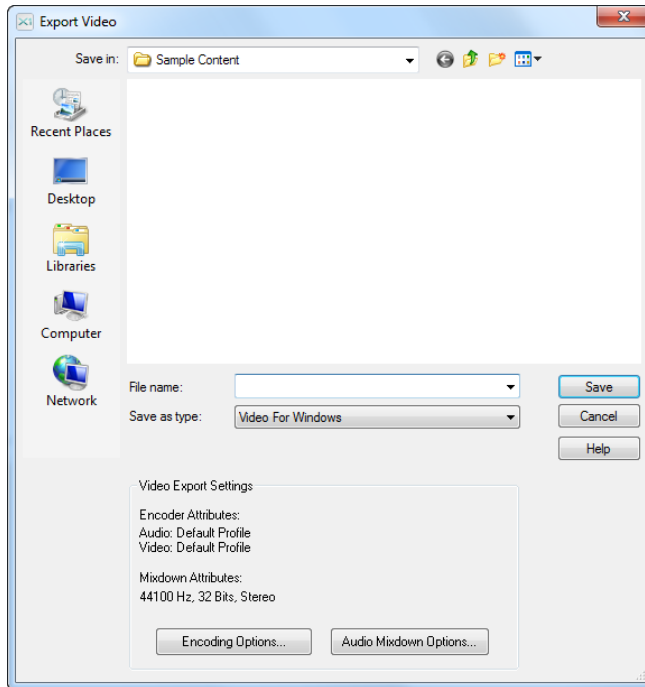 Export Video
Save in:
Sample Content
Recent Places
Desktop
Libraries
Computer
Network
File name:
Save
Save as type:
Video For Windows
Cancel
Help
Video Export Settings
Encoder Attributes:
Audio: Default Profile
Video: Default Profile
Mixdown Attributes:
44100 Hz, 32 Bits, Stereo
Encoding Options...
Audio Mixdown Options...